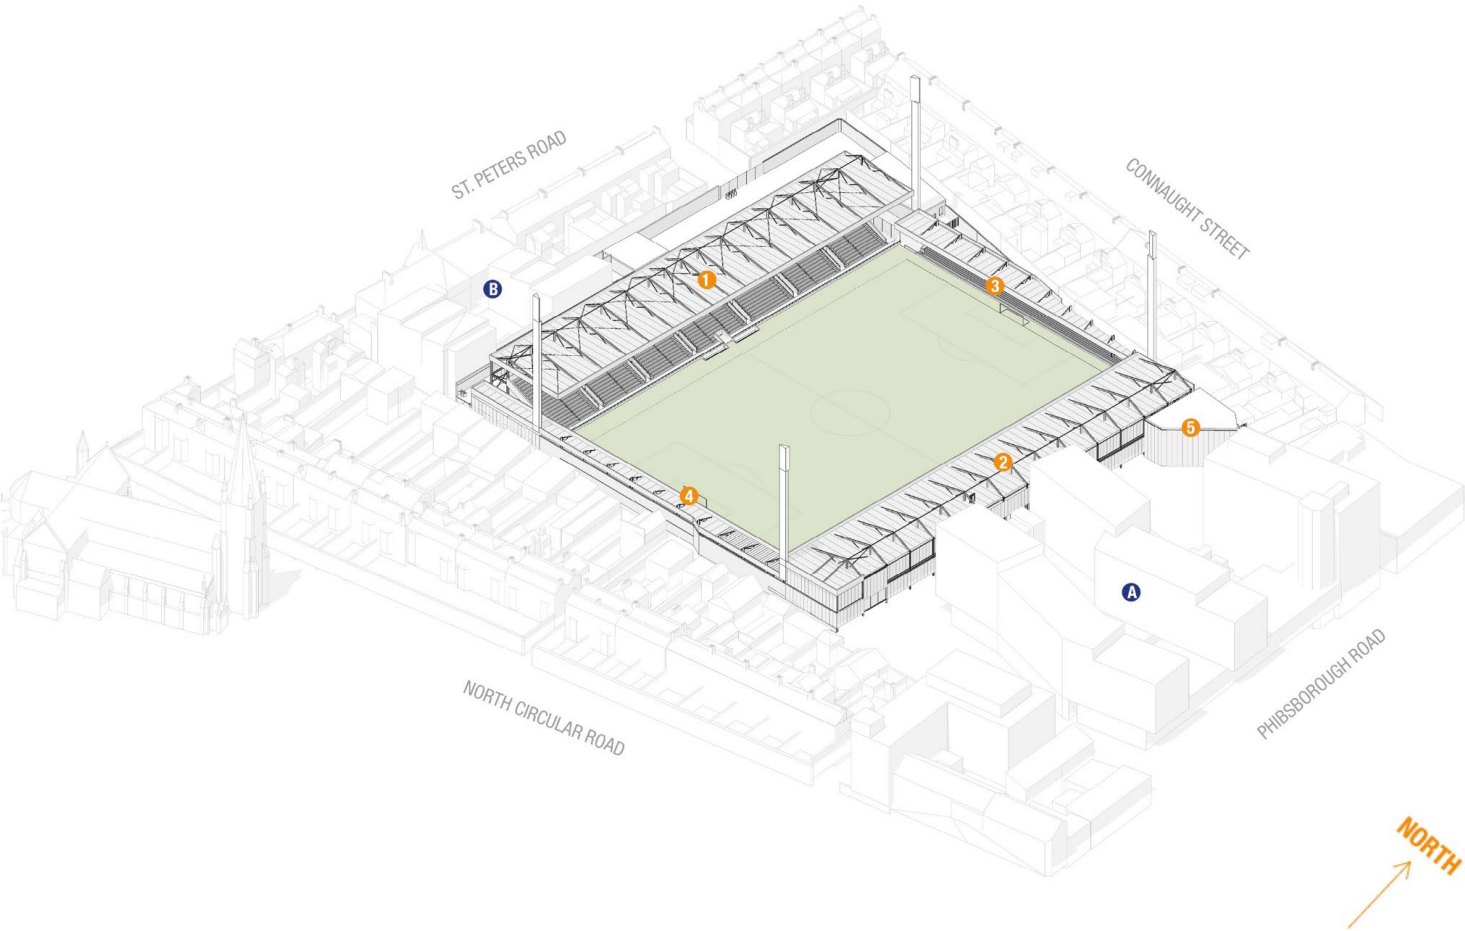 ST. PETERS ROAD
CONNAUGHT STREET
1
B
3
5
2
4
A
NORTH CIRCULAR ROAD
PHIBSBOROUGH ROAD
NORTH